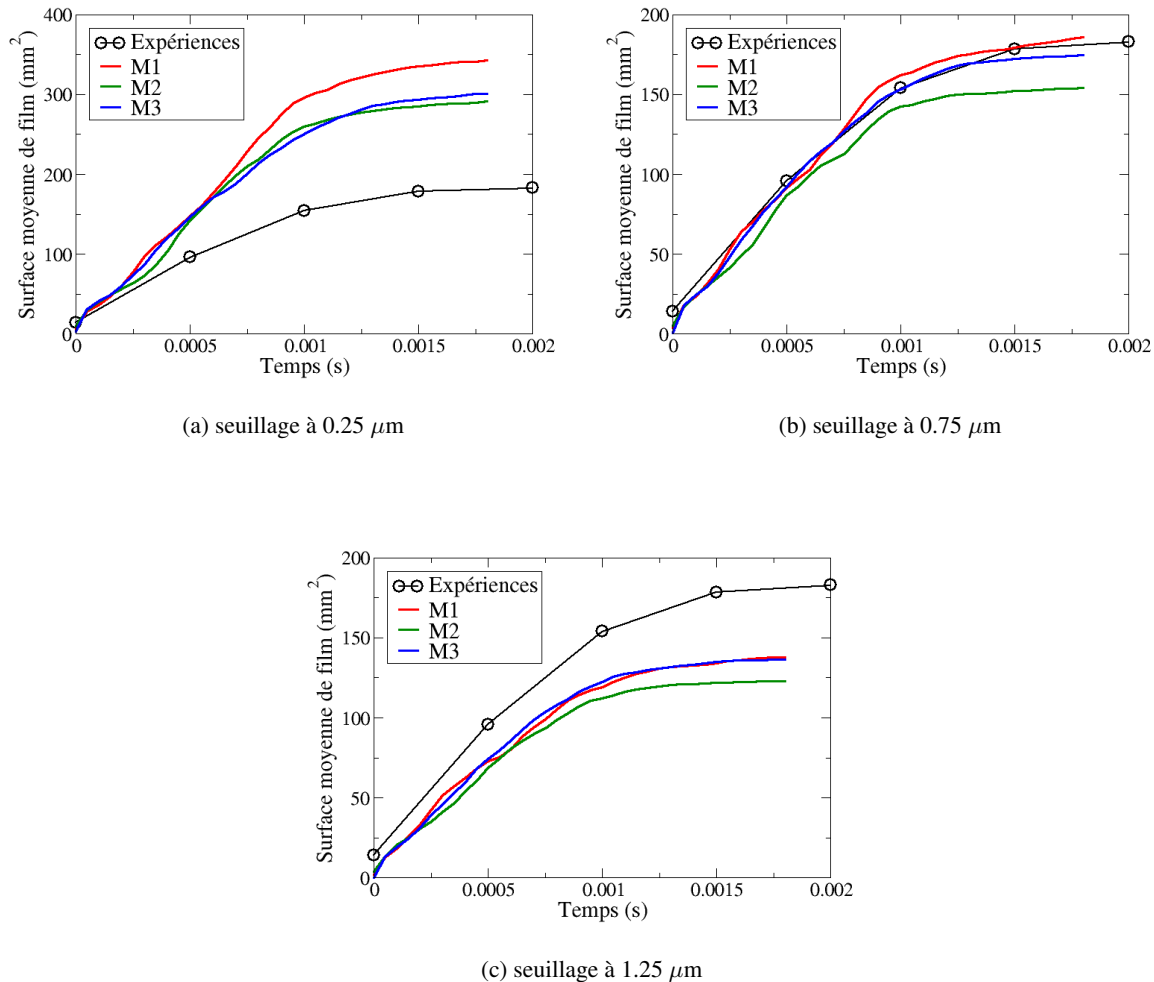 Surface moyenne de film (mm²)
400
300
200
100
0
Expériences
M1
M2
M3
0
0.0005
0.001
0.0015
0.002
Temps (s)
(a) seuillage à 0.25 μm
Surface moyenne de film (mm²)
200
150
100
50
0
Expériences
M1
M2
M3
0
0.0005
0.001
0.0015
0.002
Temps (s)
(b) seuillage à 0.75 μm
Surface moyenne de film (mm²)
200
150
100
50
0
Expériences
M1
M2
M3
0
0.0005
0.001
0.0015
0.002
Temps (s)
(c) seuillage à 1.25 μm